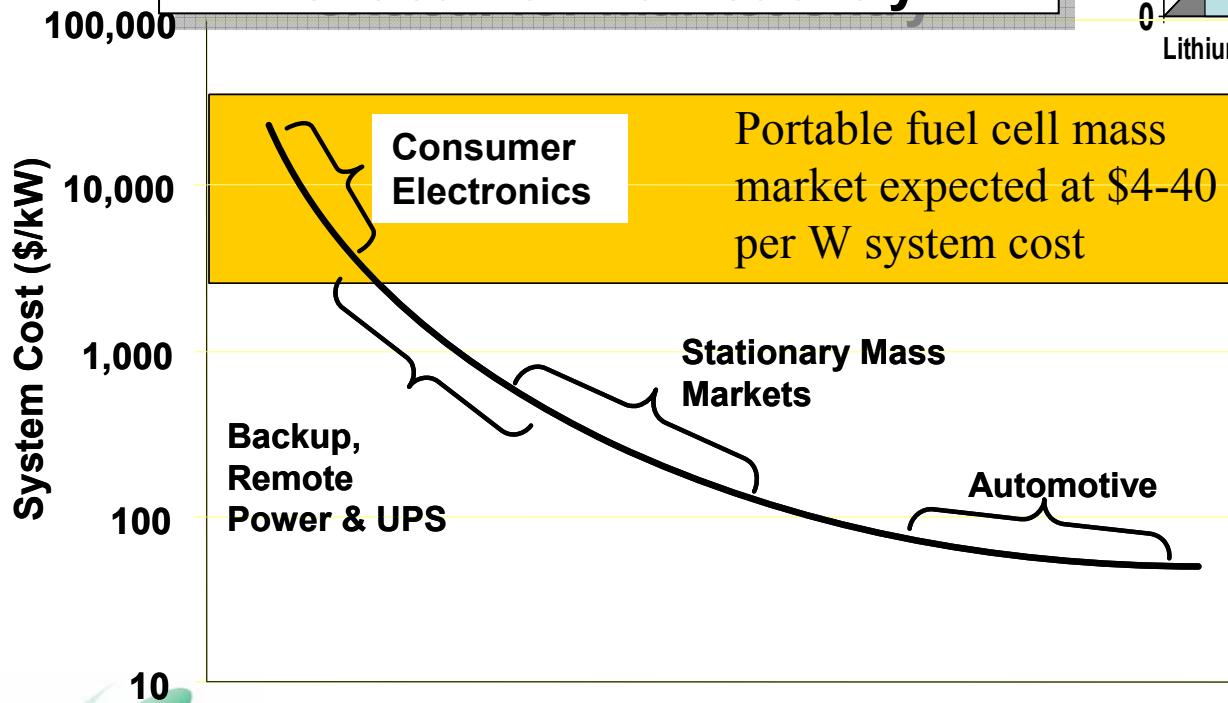 100,000
0
Lithiu
Consumer
Electronics
Portable fuel cell mass
market expected at $4-40
per W system cost
System Cost ($/kW)
10,000
1,000
Stationary Mass
Markets
Backup,
Remote
Power & UPS
Automotive
100
10